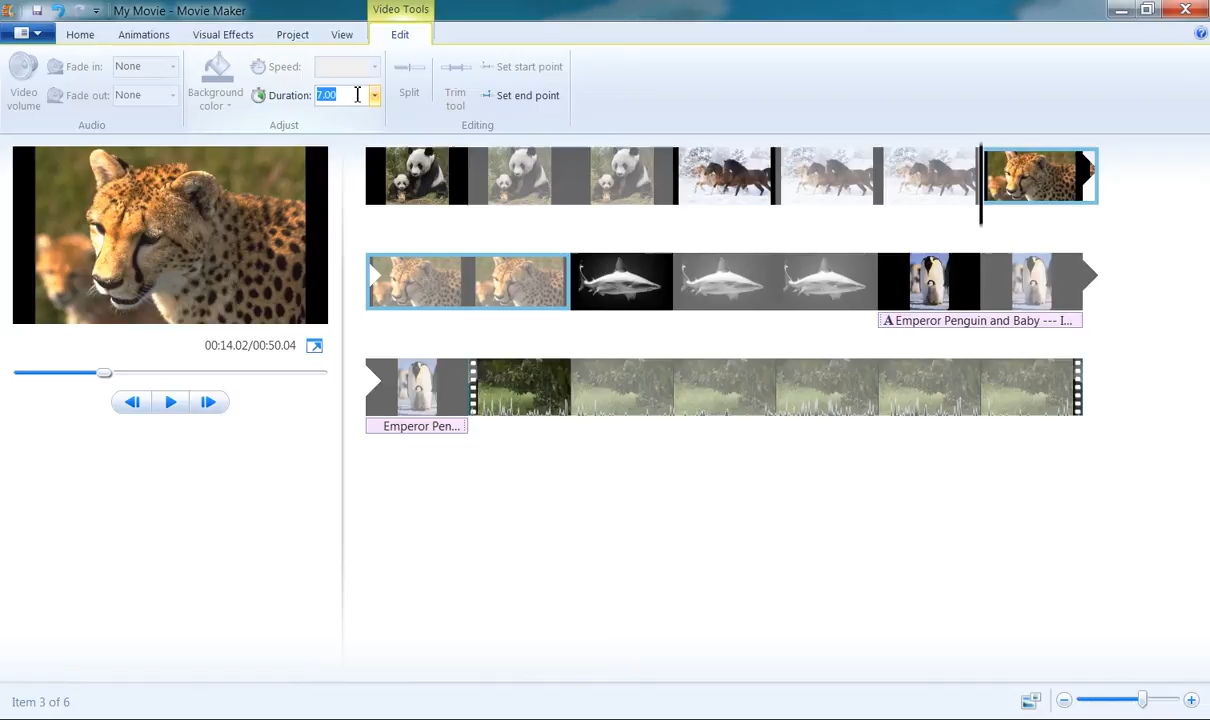 My Movie - Movie Maker
Video Tools
Home Animations Visual Effects Project View Edit
Video volume
Fade in: None
Fade out: None
Audio
Background color
Speed:
Duration: 7.00
Adjust
Split
Trim tool
Set start point
Set end point
Editing
00:14.02/00:50.04
A Emperor Penguin and Baby --- I...
Emperor Pen...
Item 3 of 6